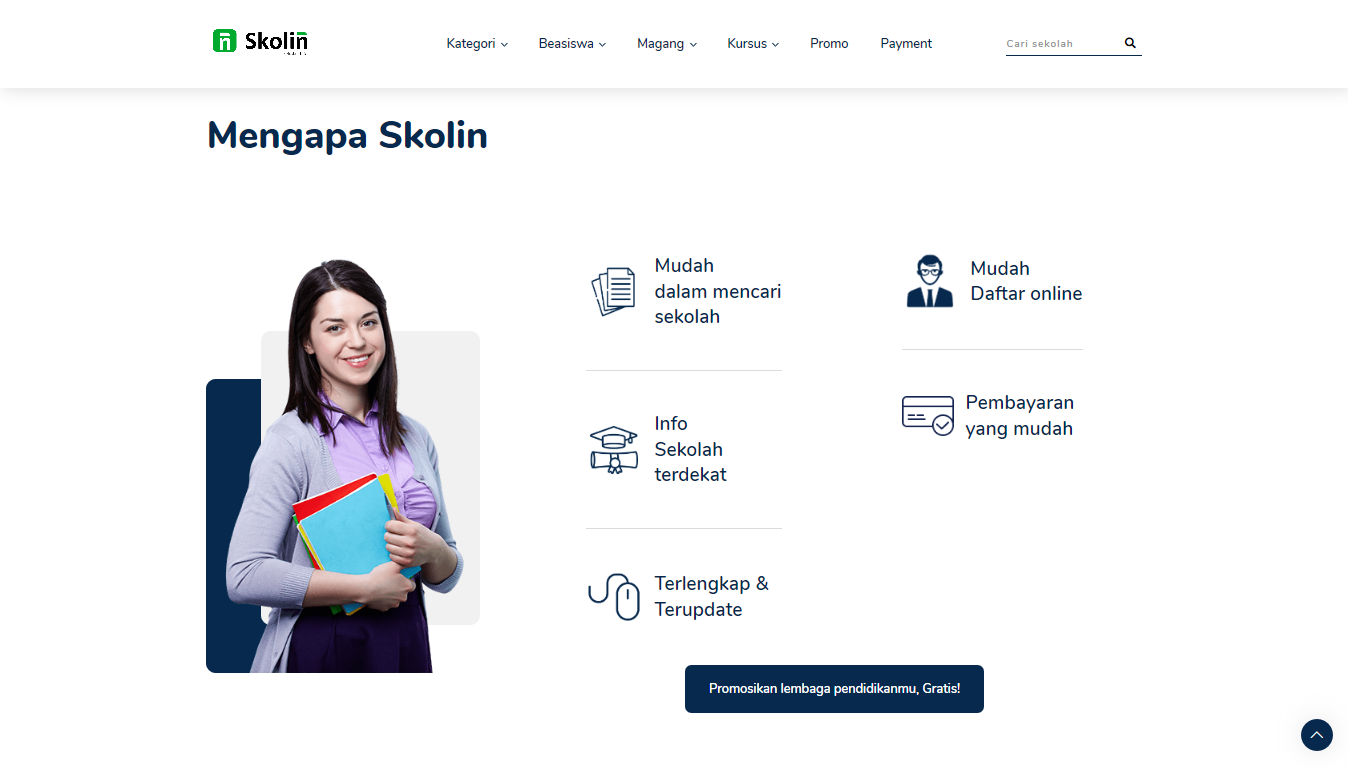 Skolin
Kategori
Beasiswa
Magang
Kursus
Promo
Payment
Cari sekolah
Mengapa Skolin
Mudah
dalam mencari
sekolah
Info
Sekolah
terdekat
Terlengkap &
Terupdate
Mudah
Daftar online
Pembayaran
yang mudah
Promosikan lembaga pendidikanmu, Gratis!